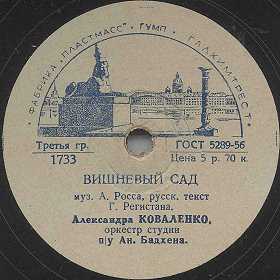 ФАБРИКА „ПЛАСТМАСС" * ГУМП * ГАЛХИМТРЕСТ
Третья гр.
1733
ГОСТ 5289-56
Цена 5 р. 70 к.
ВИШНЕВЫЙ САД
муз. А. Росса, русск. текст
Г. Регистана.
Александра КОВАЛЕНКО,
оркестр студии
п/у Ан. Бадхена.